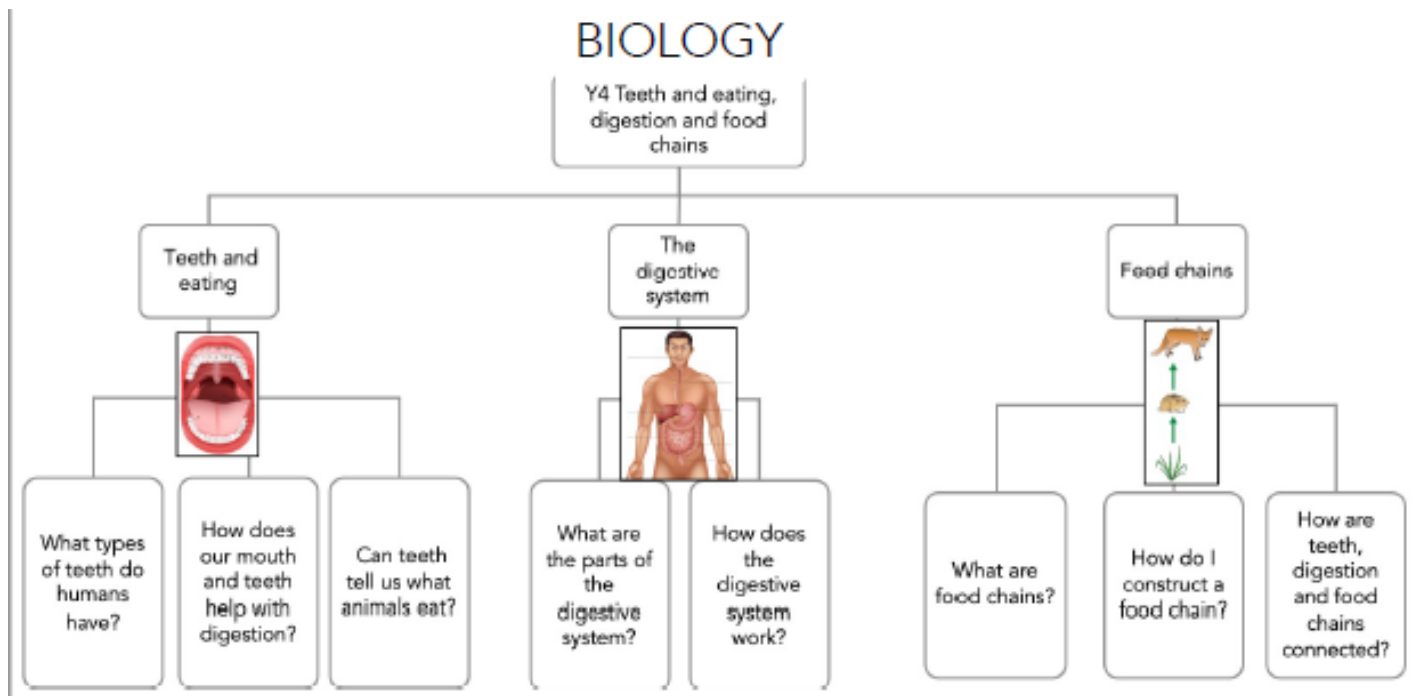 BIOLOGY
Y4 Teeth and eating,
digestion and food
chains
Teeth and
eating
The
digestive
system
Food chains
What types
of teeth do
humans
have?
How does
our mouth
and teeth
help with
digestion?
Can teeth
tell us what
animals eat?
What are
the parts of
the
digestive
system?
How does
the
digestive
system
work?
What are
food chains?
How do I
construct a
food chain?
How are
teeth,
digestion
and food
chains
connected?